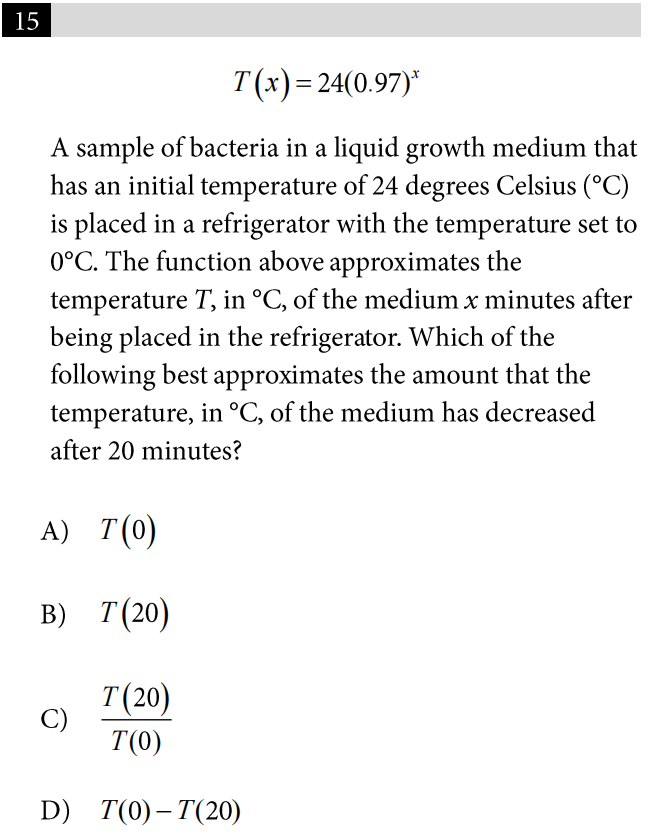 15
T(x) = 24(0.97)^x
A sample of bacteria in a liquid growth medium that
has an initial temperature of 24 degrees Celsius (°C)
is placed in a refrigerator with the temperature set to
0°C. The function above approximates the
temperature T, in °C, of the medium x minutes after
being placed in the refrigerator. Which of the
following best approximates the amount that the
temperature, in °C, of the medium has decreased
after 20 minutes?
A) T(0)
B) T(20)
C) T(20)/T(0)
D) T(0) – T(20)